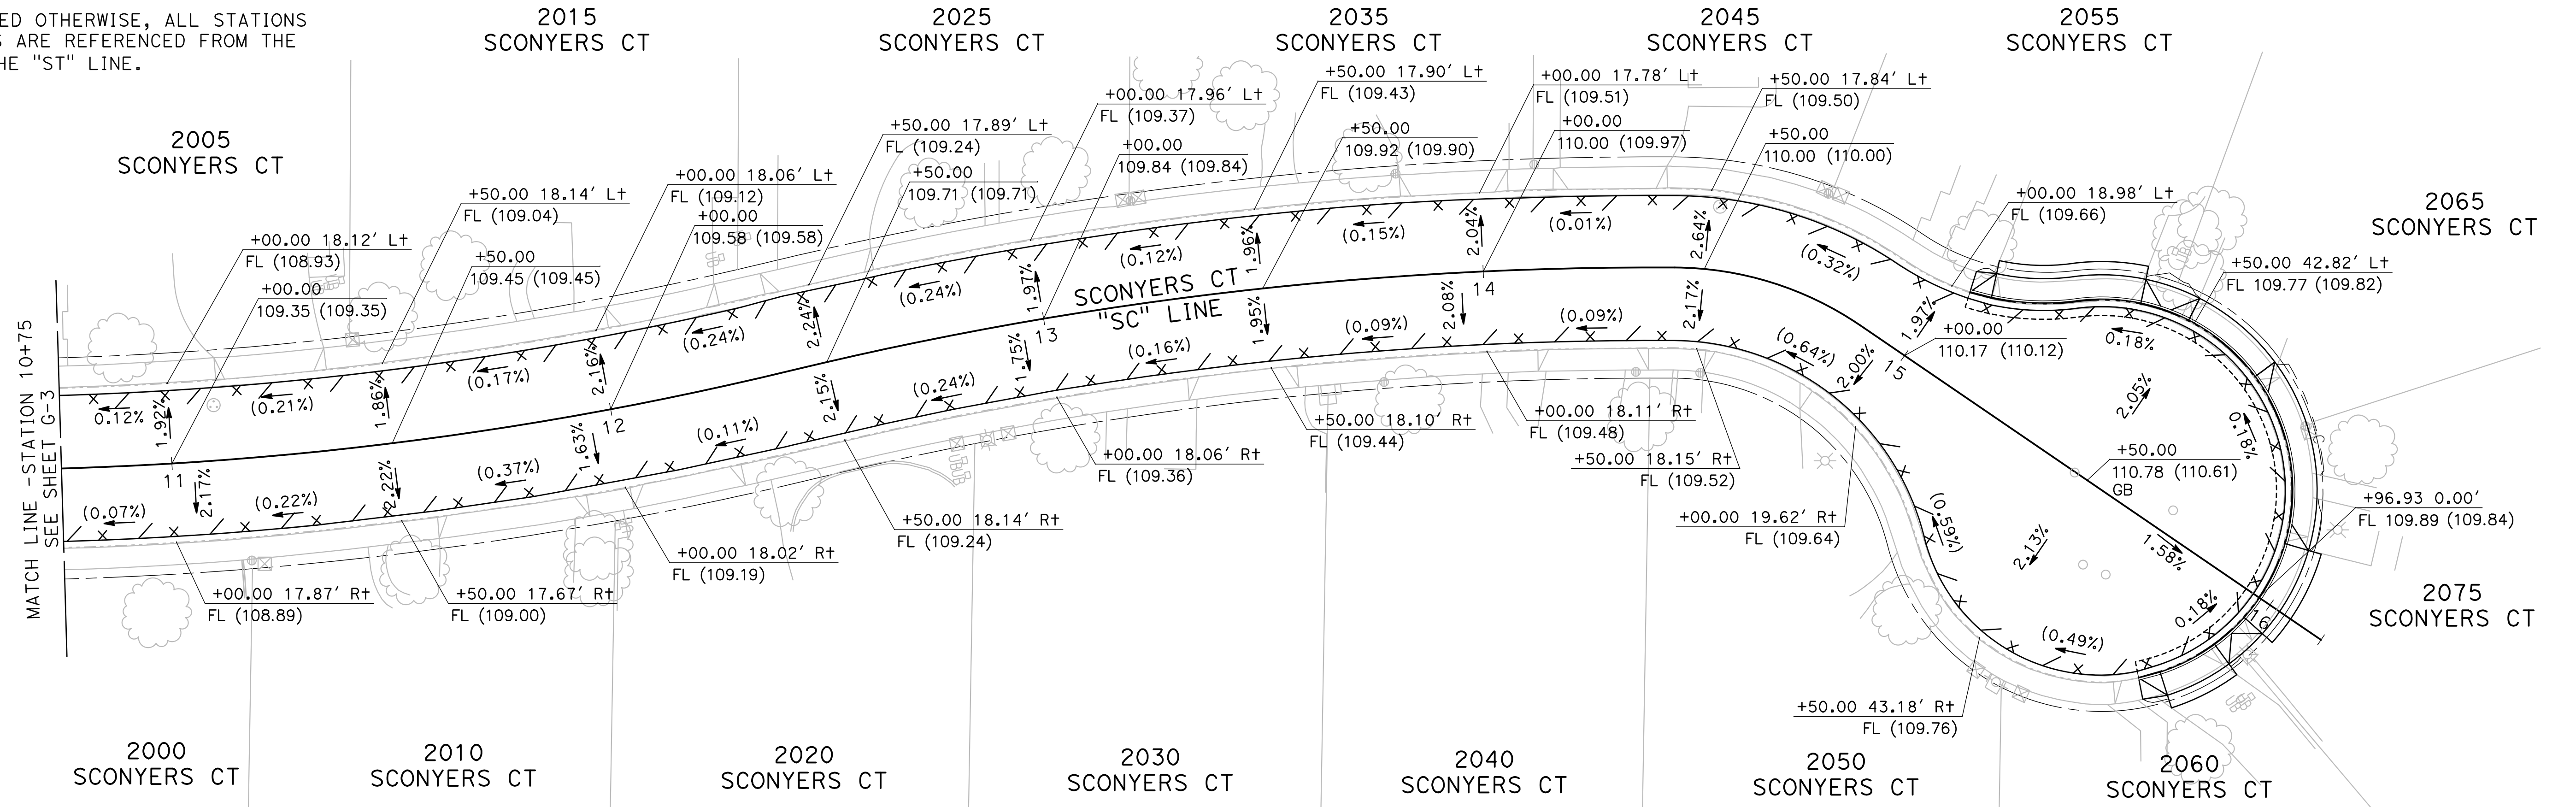 ED OTHERWISE, ALL STATIONS
S ARE REFERENCED FROM THE
HE "ST" LINE.
2015
SCONYERS CT
2025
SCONYERS CT
2035
SCONYERS CT
2045
SCONYERS CT
2055
SCONYERS CT
2005
SCONYERS CT
2065
SCONYERS CT
+00.00 18.12' Lt
FL (108.93)
+00.00
109.35 (109.35)
+50.00 18.14' Lt
FL (109.04)
+50.00
109.45 (109.45)
+00.00 18.06' Lt
FL (109.12)
+00.00
109.58 (109.58)
+50.00 17.89' Lt
FL (109.24)
+50.00
109.71 (109.71)
+00.00 17.96' Lt
FL (109.37)
+00.00
109.84 (109.84)
+50.00 17.90' Lt
FL (109.43)
+50.00
109.92 (109.90)
+00.00 17.78' Lt
FL (109.51)
+00.00
110.00 (109.97)
+50.00 17.84' Lt
FL (109.50)
+50.00
110.00 (110.00)
+00.00 18.98' Lt
FL (109.66)
+50.00 42.82' Lt
FL 109.77 (109.82)
0.12%
(0.21%)
(0.17%)
(0.24%)
(0.24%)
(0.12%)
(0.15%)
(0.01%)
(0.32%)
0.18%
0.18%
1.92%
1.86%
2.16%
2.24%
1.97%
1.96%
2.04%
2.64%
1.97%
2.05%
SCONYERS CT
"SC" LINE
11
12
13
14
15
16
+00.00
110.17 (110.12)
+50.00
110.78 (110.61)
GB
+96.93 0.00'
FL 109.89 (109.84)
2.17%
2.22%
1.63%
2.15%
1.75%
1.95%
2.08%
2.17%
2.00%
2.13%
1.58%
(0.07%)
(0.22%)
(0.37%)
(0.11%)
(0.24%)
(0.16%)
(0.09%)
(0.09%)
(0.64%)
(0.59%)
(0.49%)
0.18%
MATCH LINE -STATION 10+75
SEE SHEET G-3
+00.00 17.87' Rt
FL (108.89)
+50.00 17.67' Rt
FL (109.00)
+00.00 18.02' Rt
FL (109.19)
+50.00 18.14' Rt
FL (109.24)
+00.00 18.06' Rt
FL (109.36)
+50.00 18.10' Rt
FL (109.44)
+00.00 18.11' Rt
FL (109.48)
+50.00 18.15' Rt
FL (109.52)
+00.00 19.62' Rt
FL (109.64)
+50.00 43.18' Rt
FL (109.76)
2075
SCONYERS CT
2000
SCONYERS CT
2010
SCONYERS CT
2020
SCONYERS CT
2030
SCONYERS CT
2040
SCONYERS CT
2050
SCONYERS CT
2060
SCONYERS CT